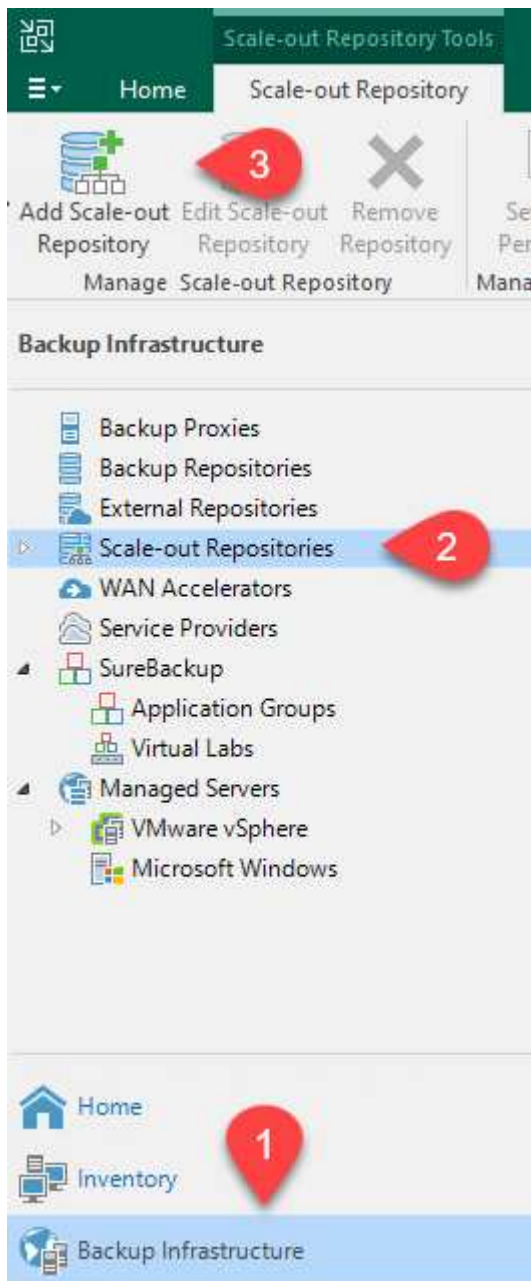 Scale-out Repository Tools
Home Scale-out Repository
3
Add Scale-out Edit Scale-out Remove
Repository Repository Repository
Manage Scale-out Repository
Backup Infrastructure
Backup Proxies
Backup Repositories
External Repositories
Scale-out Repositories 2
WAN Accelerators
Service Providers
SureBackup
Application Groups
Virtual Labs
Managed Servers
VMware vSphere
Microsoft Windows
Home
1
Inventory
Backup Infrastructure